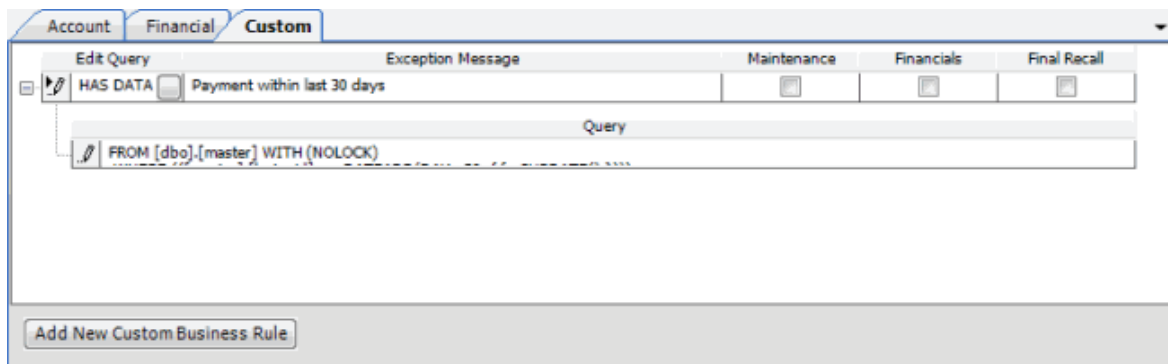 Account Financial Custom
Edit Query Exception Message Maintenance Financials Final Recall
HAS DATA Payment within last 30 days
Query
FROM [dbo].[master] WITH (NOLOCK)
Add New Custom Business Rule